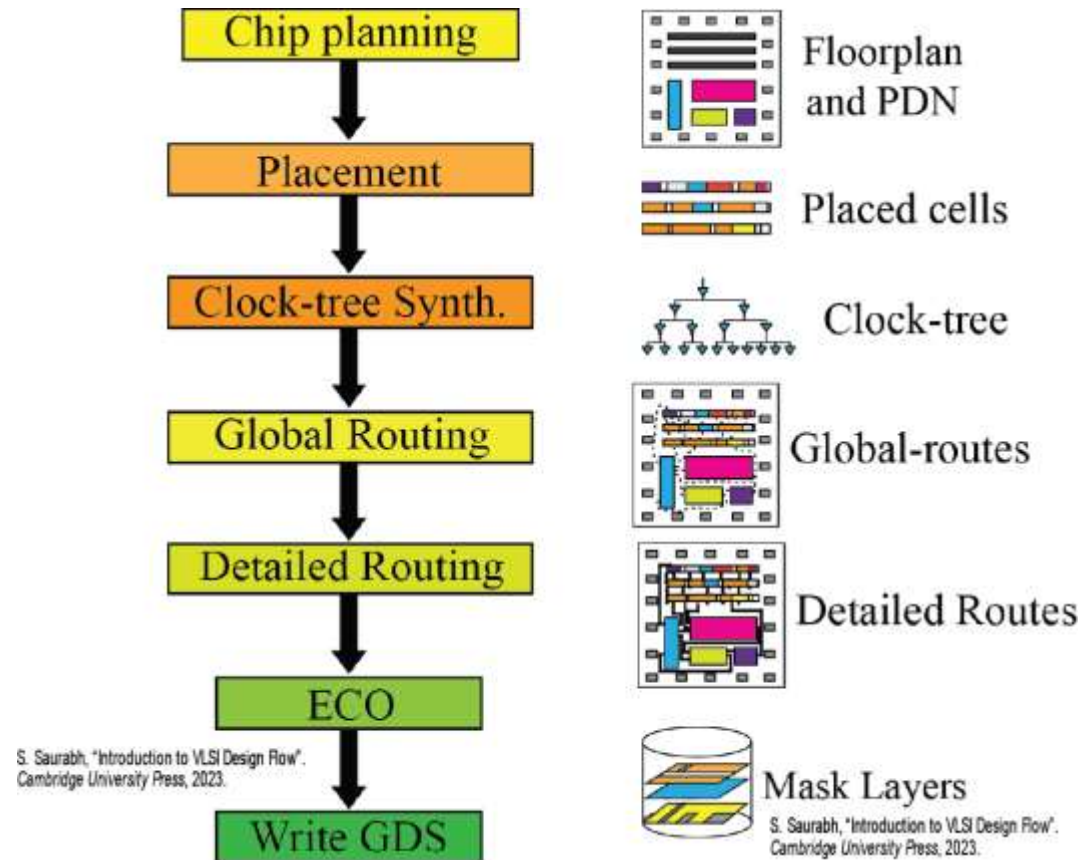 Chip planning
Placement
Clock-tree Synth.
Global Routing
Detailed Routing
ECO
S. Saurabh, "Introduction to VLSI Design Flow".
Cambridge University Press, 2023.
Write GDS
Floorplan
and PDN
Placed cells
Clock-tree
Global-routes
Detailed Routes
Mask Layers
S. Saurabh, "Introduction to VLSI Design Flow".
Cambridge University Press, 2023.